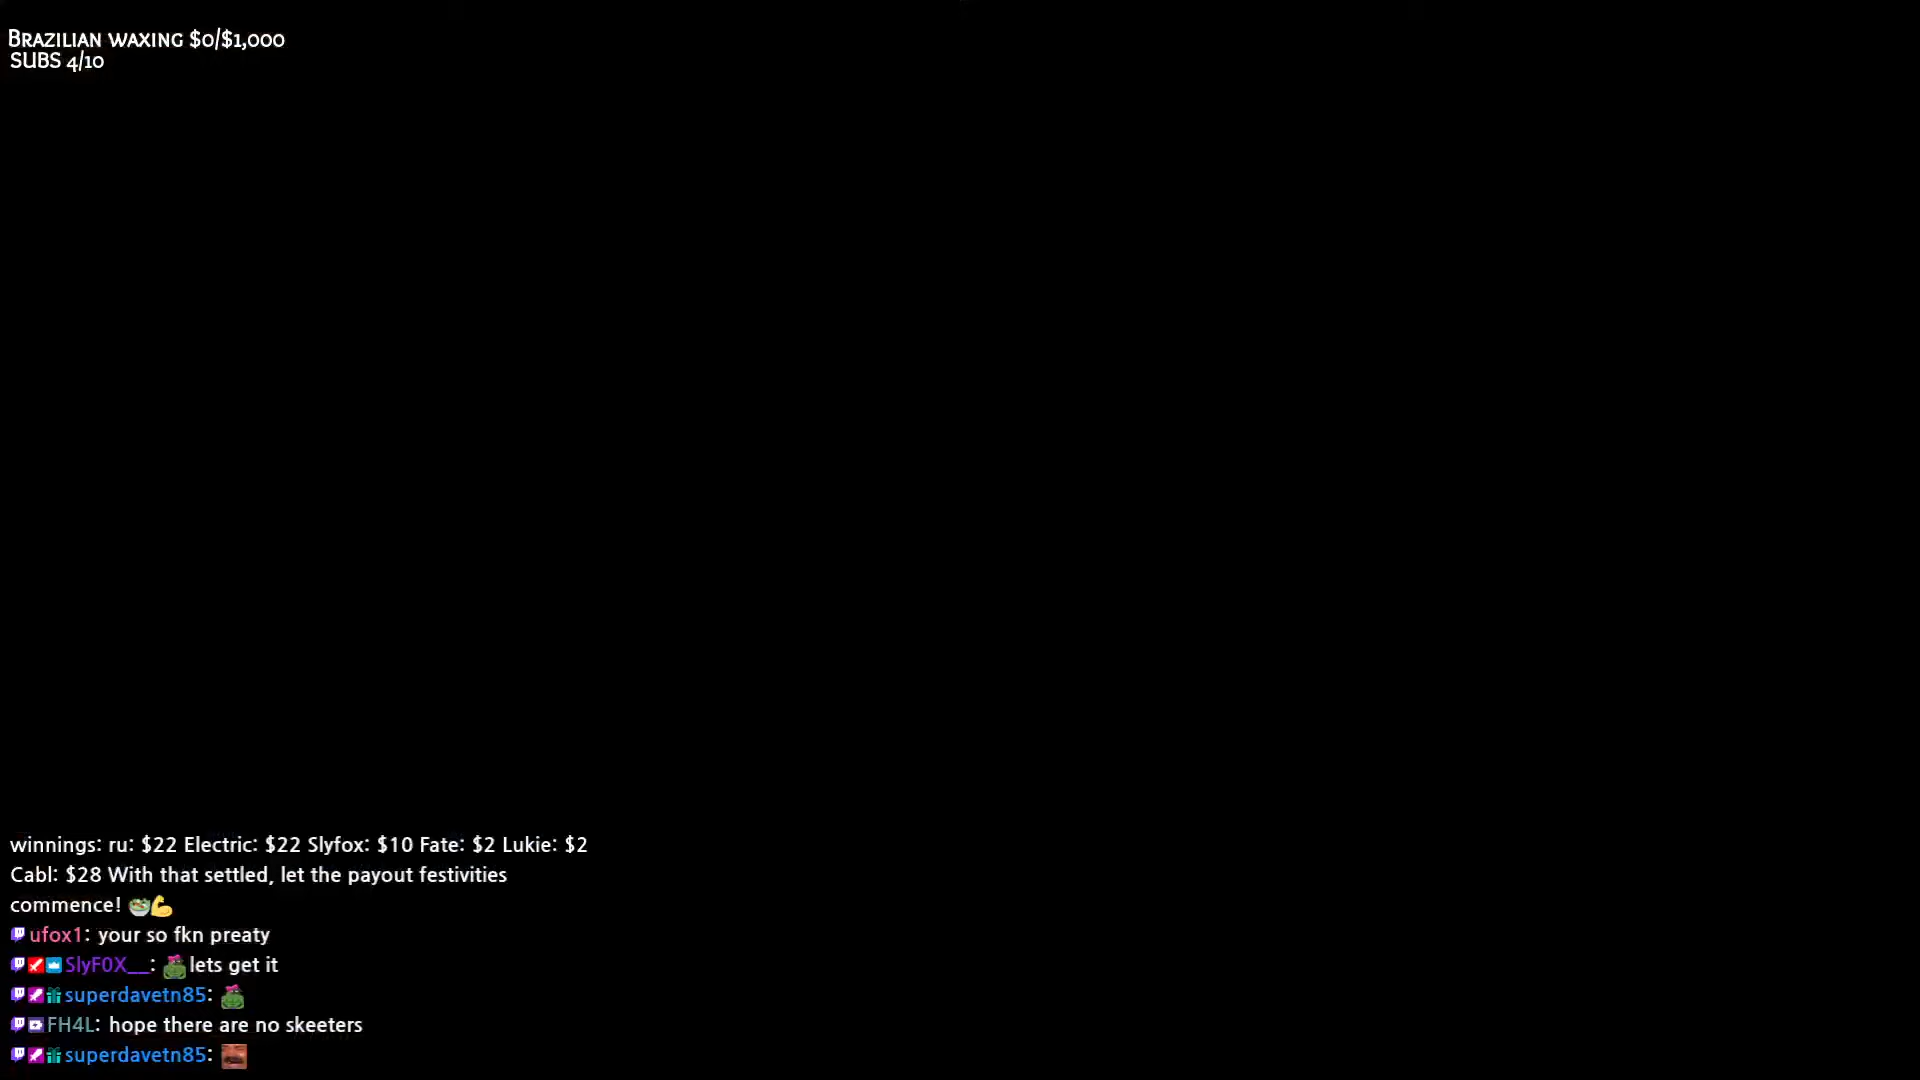 BRAZILIAN WAXING $0/$1,000
SUBS 4/10
winnings: ru: $22 Electric: $22 Slyfox: $10 Fate: $2 Lukie: $2
Cabl: $28 With that settled, let the payout festivities
commence! 🥗💪
ufox1: your so fkn preaty
SlyF0X__: lets get it
superdavetn85:
FH4L: hope there are no skeeters
superdavetn85: